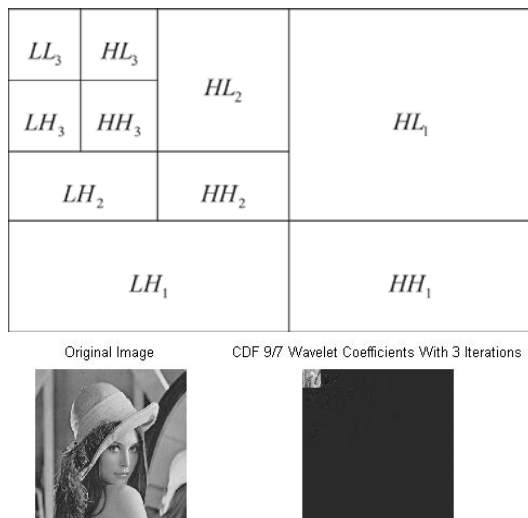 LL₃ HL₃
HL₂
HL₁
LH₃ HH₃
LH₂ HH₂
LH₁ HH₁
Original Image
CDF 9/7 Wavelet Coefficients With 3 Iterations